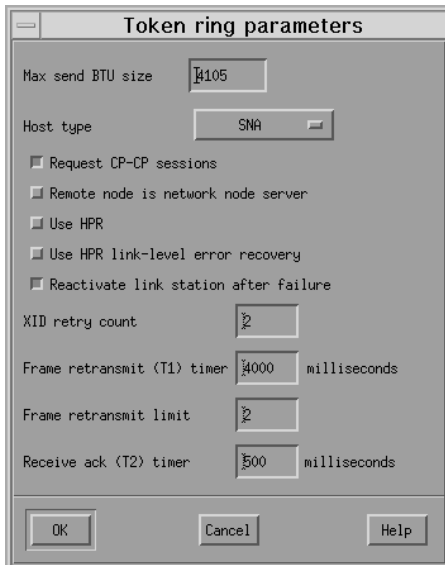 Token ring parameters
Max send BTU size 4105
Host type SNA
Request CP-CP sessions
Remote node is network node server
Use HPR
Use HPR link-level error recovery
Reactivate link station after failure
XID retry count 2
Frame retransmit (T1) timer 4000 milliseconds
Frame retransmit limit 2
Receive ack (T2) timer 500 milliseconds
OK Cancel Help